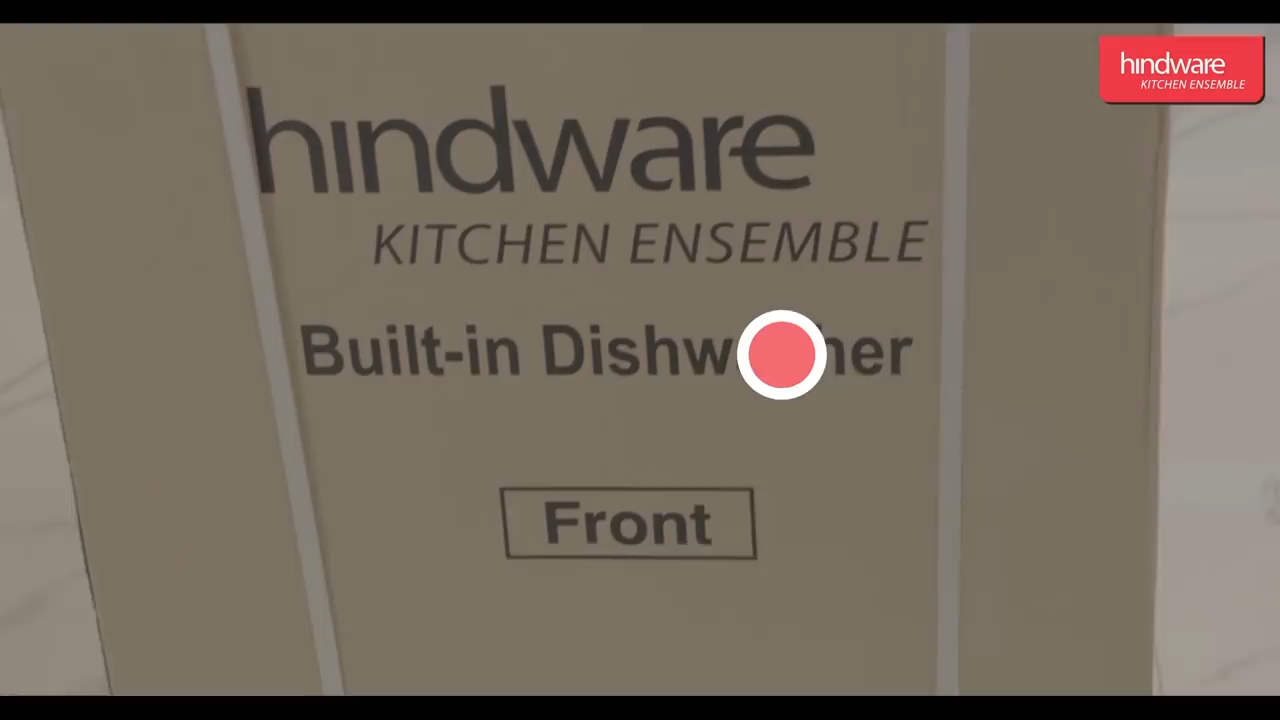 hindware
KITCHEN ENSEMBLE
hindware
KITCHEN ENSEMBLE
Built-in
Front